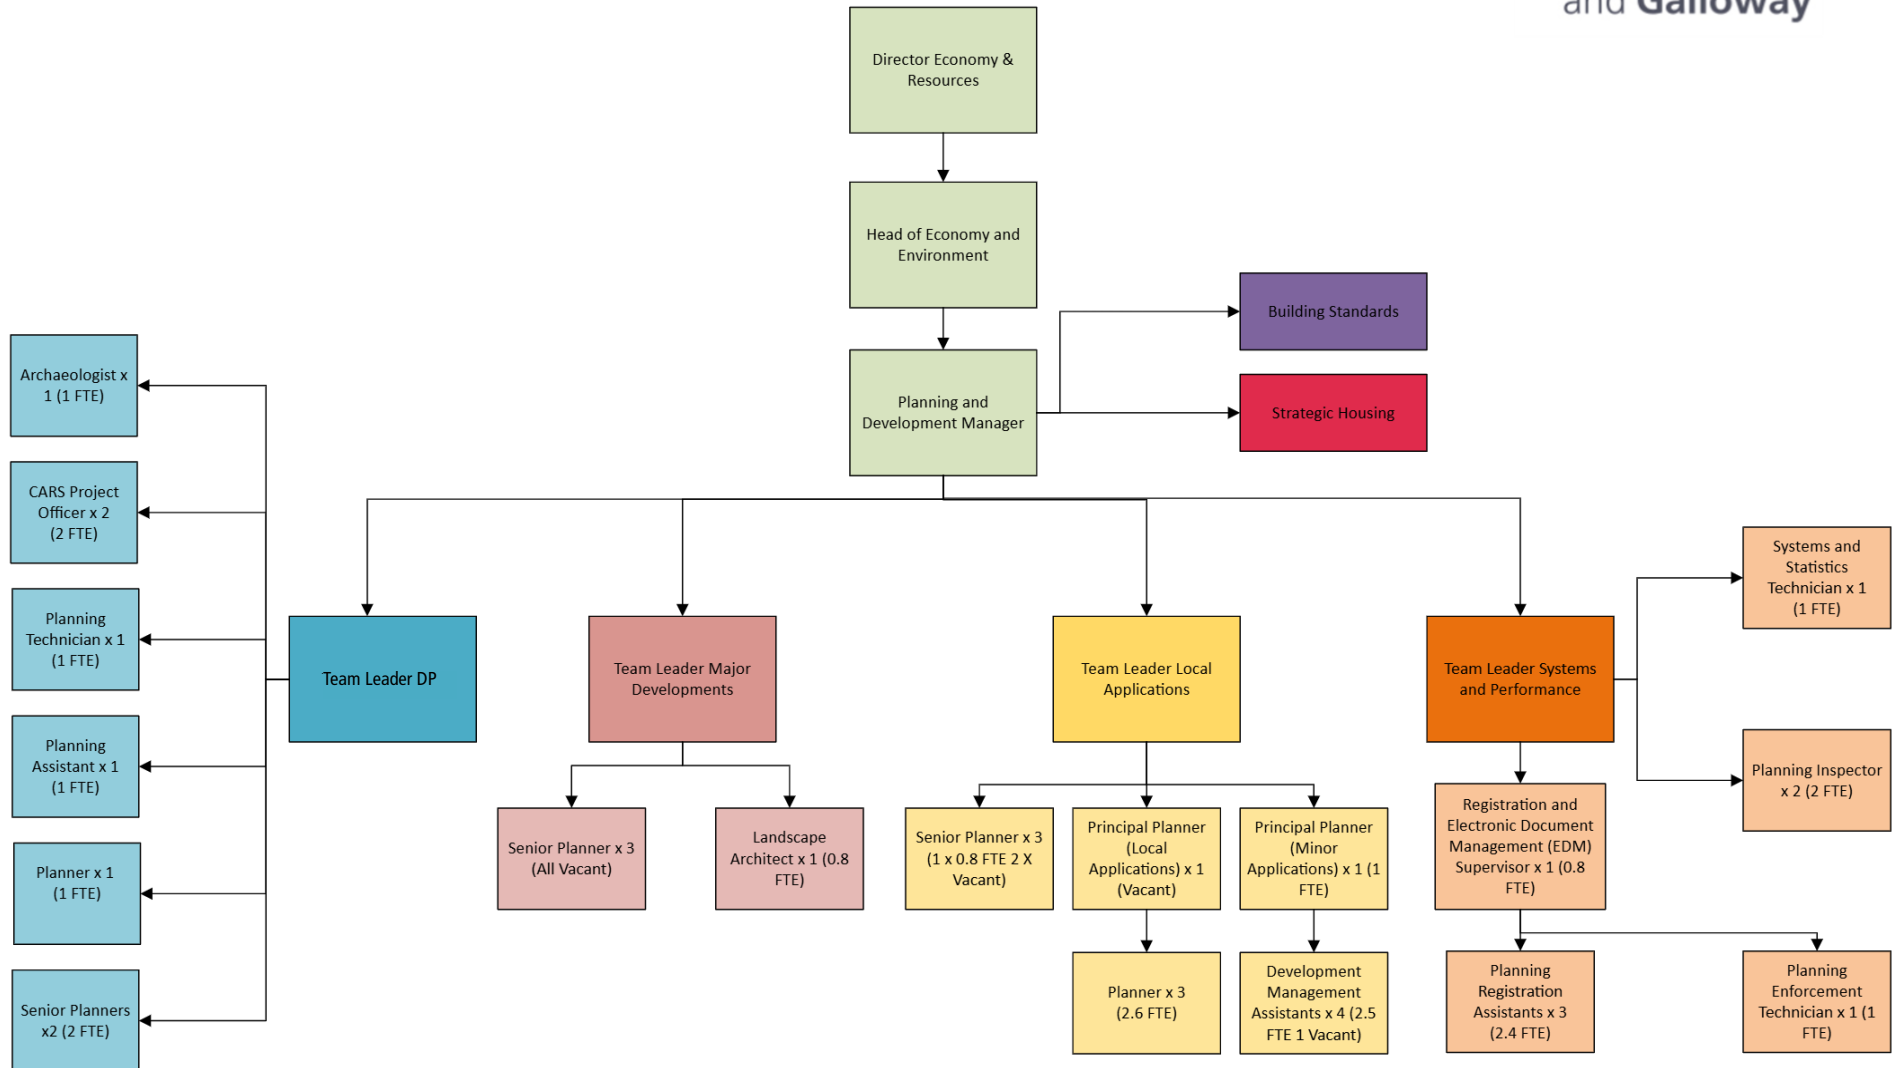 and Galloway
Director Economy &
Resources
Head of Economy and
Environment
Building Standards
Planning and
Development Manager
Strategic Housing
Archaeologist x
1 (1 FTE)
CARS Project
Officer x 2
(2 FTE)
Planning
Technician x 1
(1 FTE)
Planning
Assistant x 1
(1 FTE)
Planner x 1
(1 FTE)
Senior Planners
x2 (2 FTE)
Team Leader DP
Team Leader Major
Developments
Senior Planner x 3
(All Vacant)
Landscape
Architect x 1 (0.8
FTE)
Team Leader Local
Applications
Senior Planner x 3
(1 x 0.8 FTE 2 X
Vacant)
Principal Planner
(Local
Applications) x 1
(Vacant)
Principal Planner
(Minor
Applications) x 1 (1
FTE)
Planner x 3
(2.6 FTE)
Development
Management
Assistants x 4 (2.5
FTE 1 Vacant)
Team Leader Systems
and Performance
Systems and
Statistics
Technician x 1
(1 FTE)
Planning Inspector
x 2 (2 FTE)
Registration and
Electronic Document
Management (EDM)
Supervisor x 1 (0.8
FTE)
Planning
Registration
Assistants x 3
(2.4 FTE)
Planning
Enforcement
Technician x 1 (1
FTE)